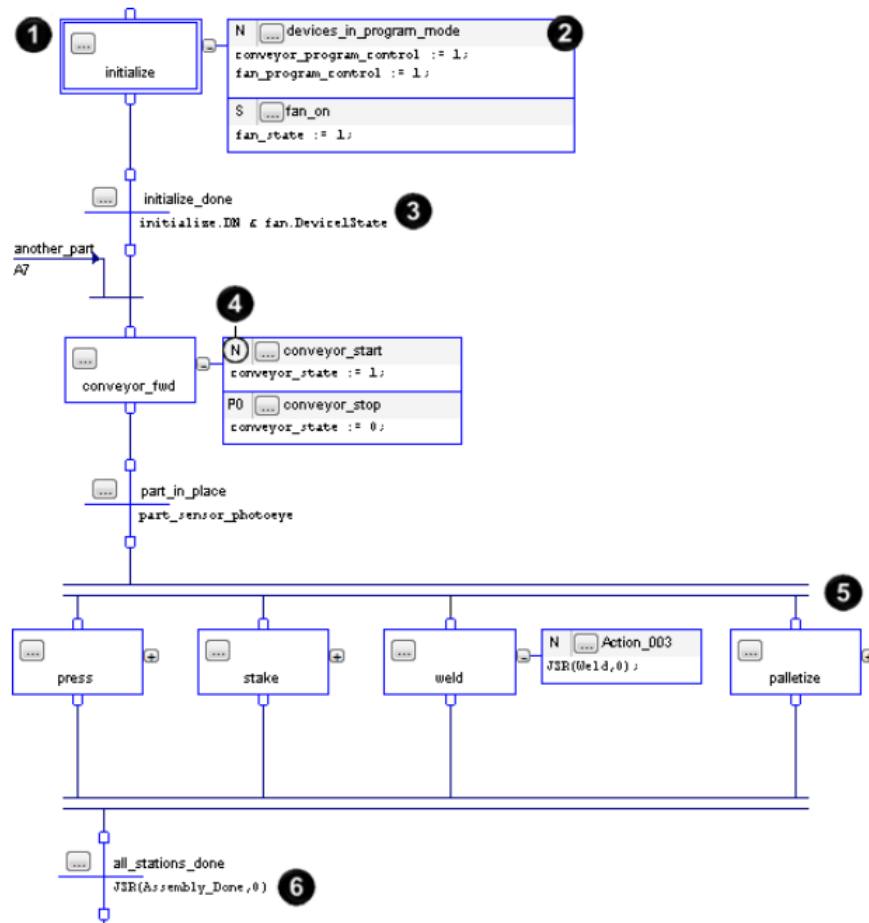 1
N ... devices_in_program_mode
2
conveyor_program_control := 1;
fan_program_control := 1;
...
initialize
S ... fan_on
fan_state := 1;
... initialize_done
initialize.DN & fan.Device1State
3
another_part
A7
4
N ... conveyor_start
conveyor_state := 1;
...
conveyor_fwd
P0 ... conveyor_stop
conveyor_state := 0;
... part_in_place
part_sensor_photoeye
5
...
press
...
stake
...
weld
N ... Action_003
JSR(Weld,0);
...
palletize
... all_stations_done
JSR(Assembly_Done,0)
6